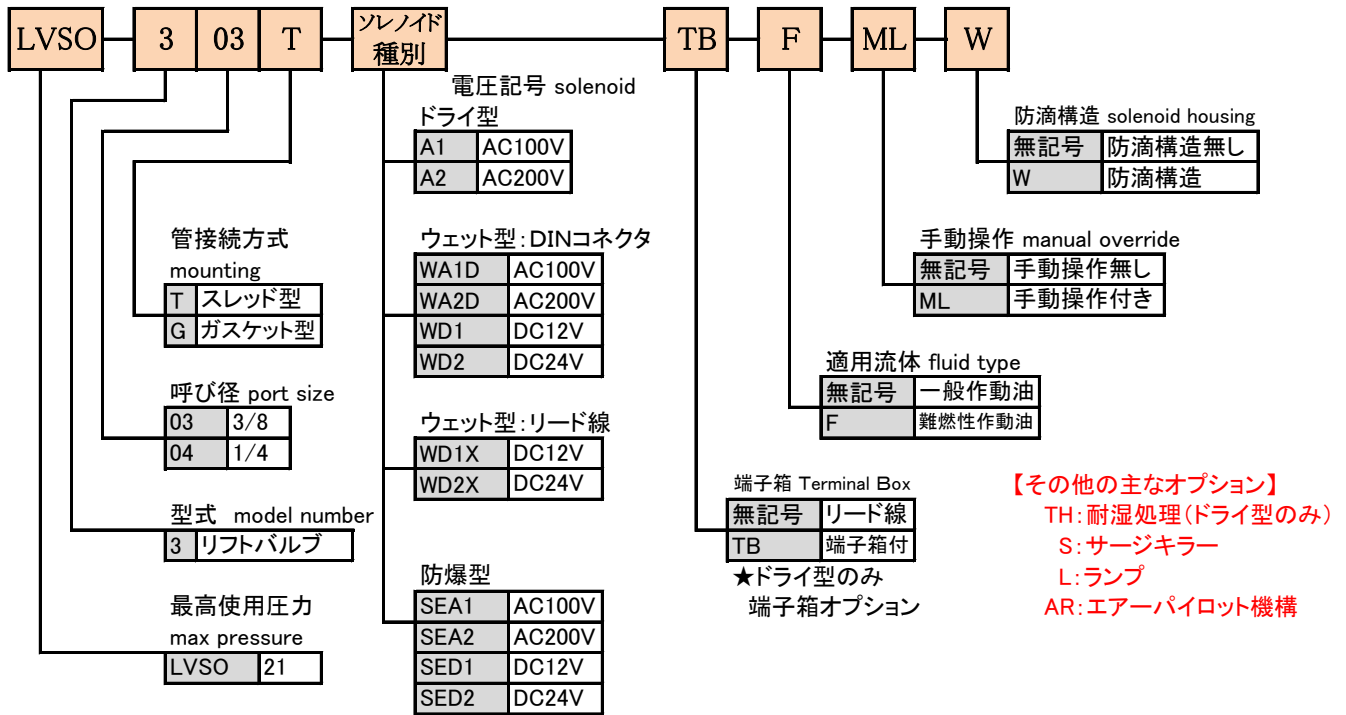 LVSO 3 03 T ソレノイド種別 TB F ML W
電圧記号 solenoid
ドライ型
A1 AC100V
A2 AC200V
ウェット型:DINコネクタ
WA1D AC100V
WA2D AC200V
WD1 DC12V
WD2 DC24V
ウェット型:リード線
WD1X DC12V
WD2X DC24V
防爆型
SEA1 AC100V
SEA2 AC200V
SED1 DC12V
SED2 DC24V
管接続方式
mounting
T スレッド型
G ガスケット型
呼び径 port size
03 3/8
04 1/4
型式 model number
3 リフトバルブ
最高使用圧力
max pressure
LVSO 21
防滴構造 solenoid housing
無記号 防滴構造無し
W 防滴構造
手動操作 manual override
無記号 手動操作無し
ML 手動操作付き
適用流体 fluid type
無記号 一般作動油
F 難燃性作動油
端子箱 Terminal Box
無記号 リード線
TB 端子箱付
★ドライ型のみ
端子箱オプション
【その他の主なオプション】
TH:耐湿処理(ドライ型のみ)
S:サージキラー
L:ランプ
AR:エアーパイロット機構